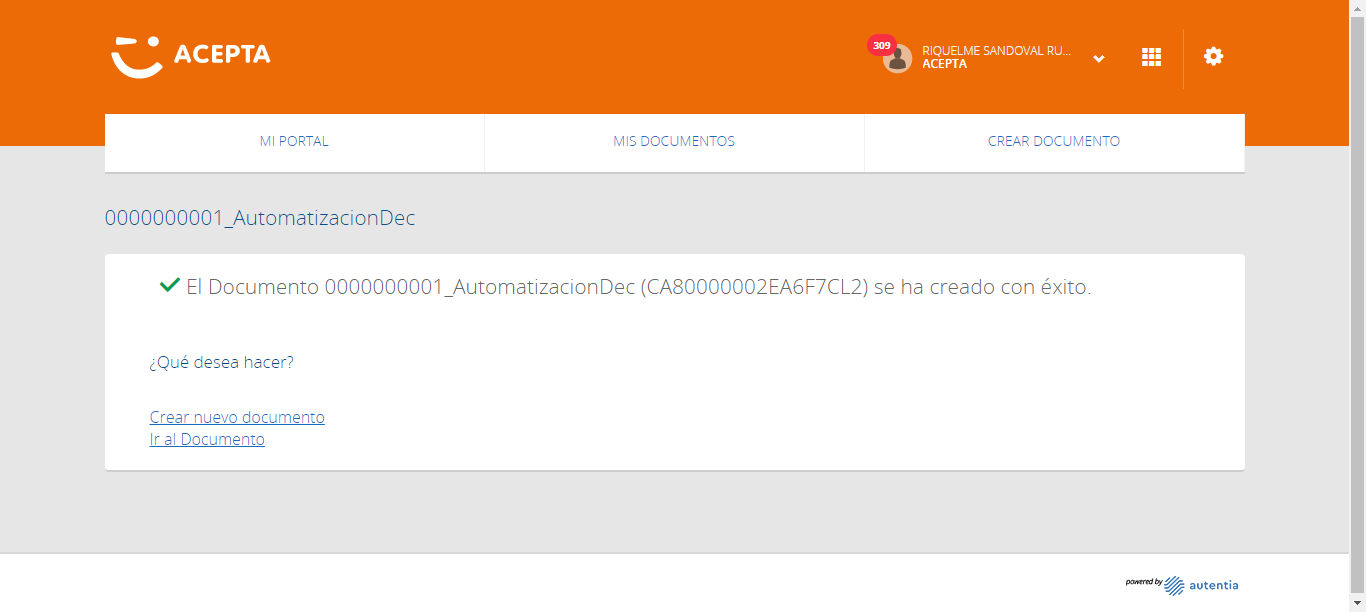 ACEPTA
309
RIQUELME SANDOVAL RU...
ACEPTA
MI PORTAL
MIS DOCUMENTOS
CREAR DOCUMENTO
0000000001_AutomatizacionDec
El Documento 0000000001_AutomatizacionDec (CA80000002EA6F7CL2) se ha creado con éxito.
¿Qué desea hacer?
Crear nuevo documento
Ir al Documento
powered by autentia